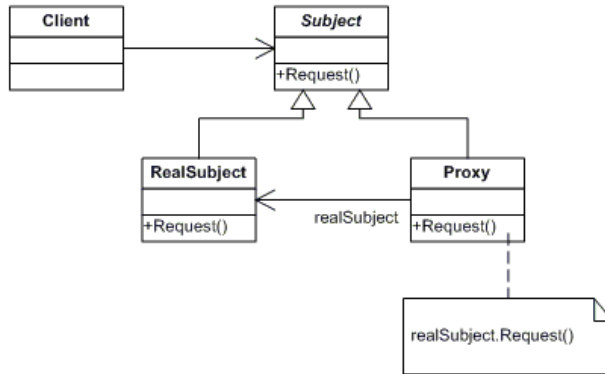 Client
Subject
+Request()
RealSubject
+Request()
Proxy
+Request()
realSubject
realSubject.Request()